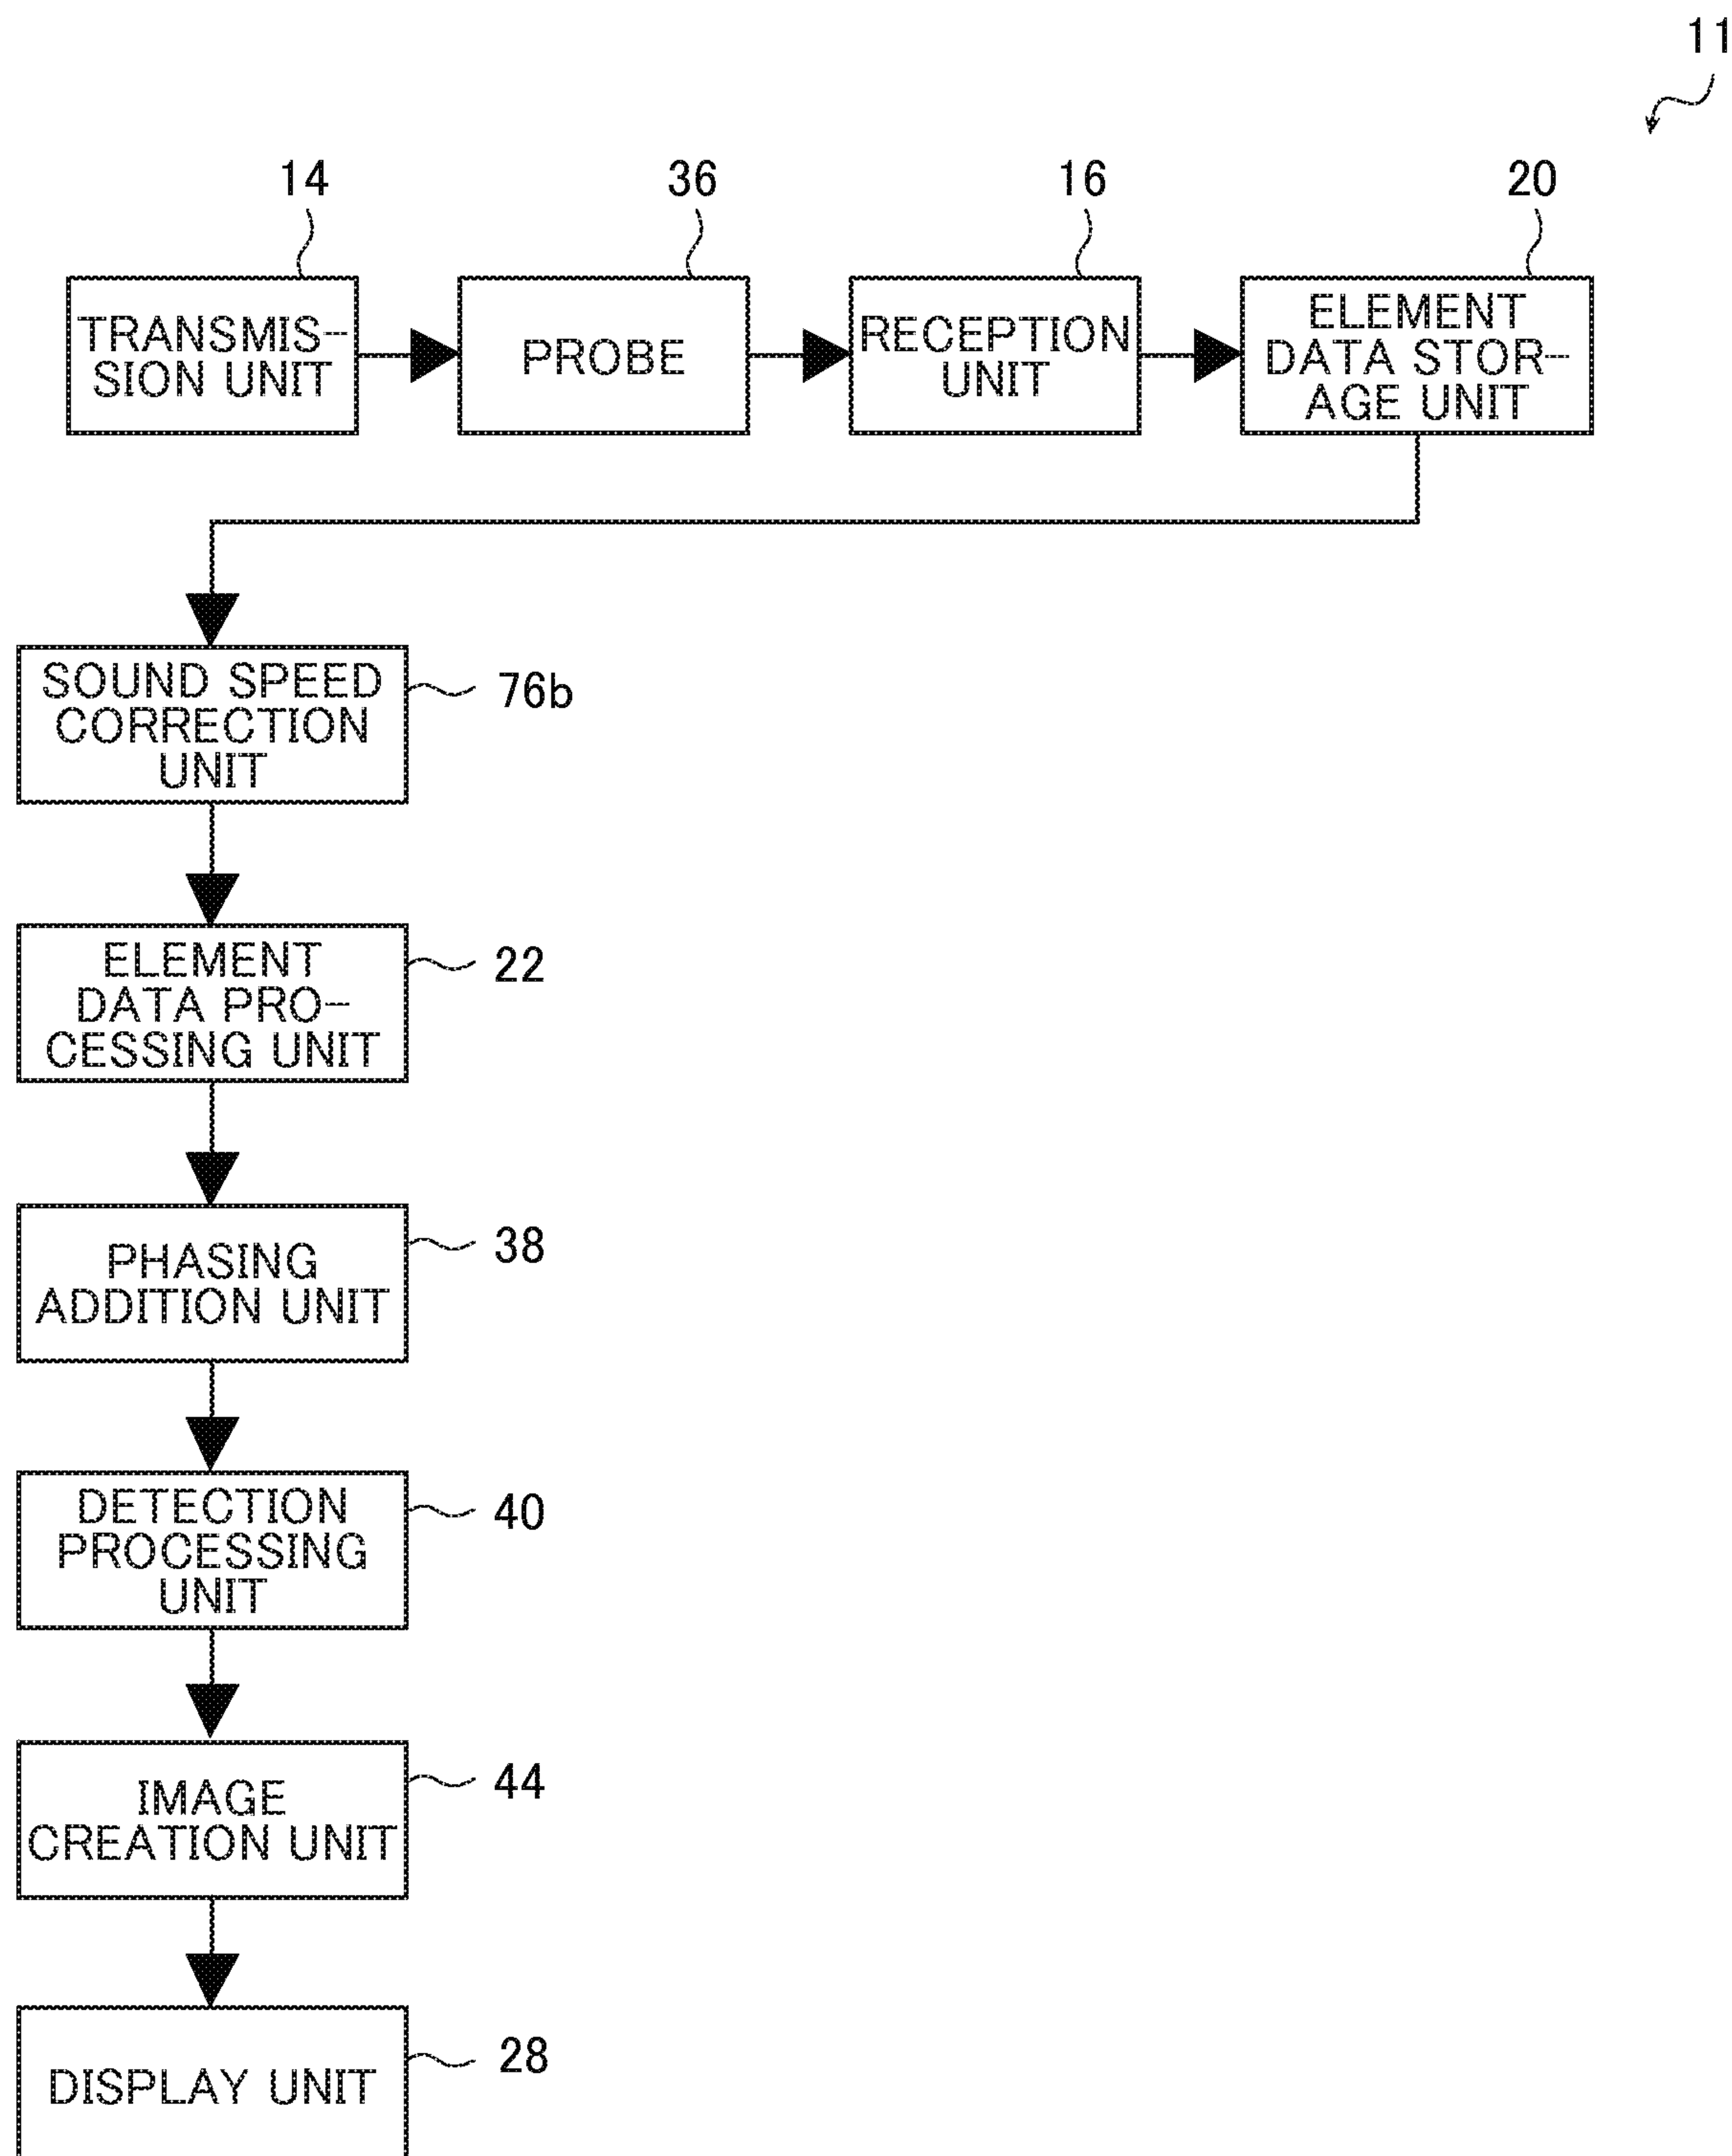 11
14
36
16
20
TRANSMIS-
SION UNIT
PROBE
RECEPTION
UNIT
ELEMENT
DATA STOR-
AGE UNIT
SOUND SPEED
CORRECTION
UNIT
76b
ELEMENT
DATA PRO-
CESSING UNIT
22
PHASING
ADDITION UNIT
38
DETECTION
PROCESSING
UNIT
40
IMAGE
CREATION UNIT
44
DISPLAY UNIT
28